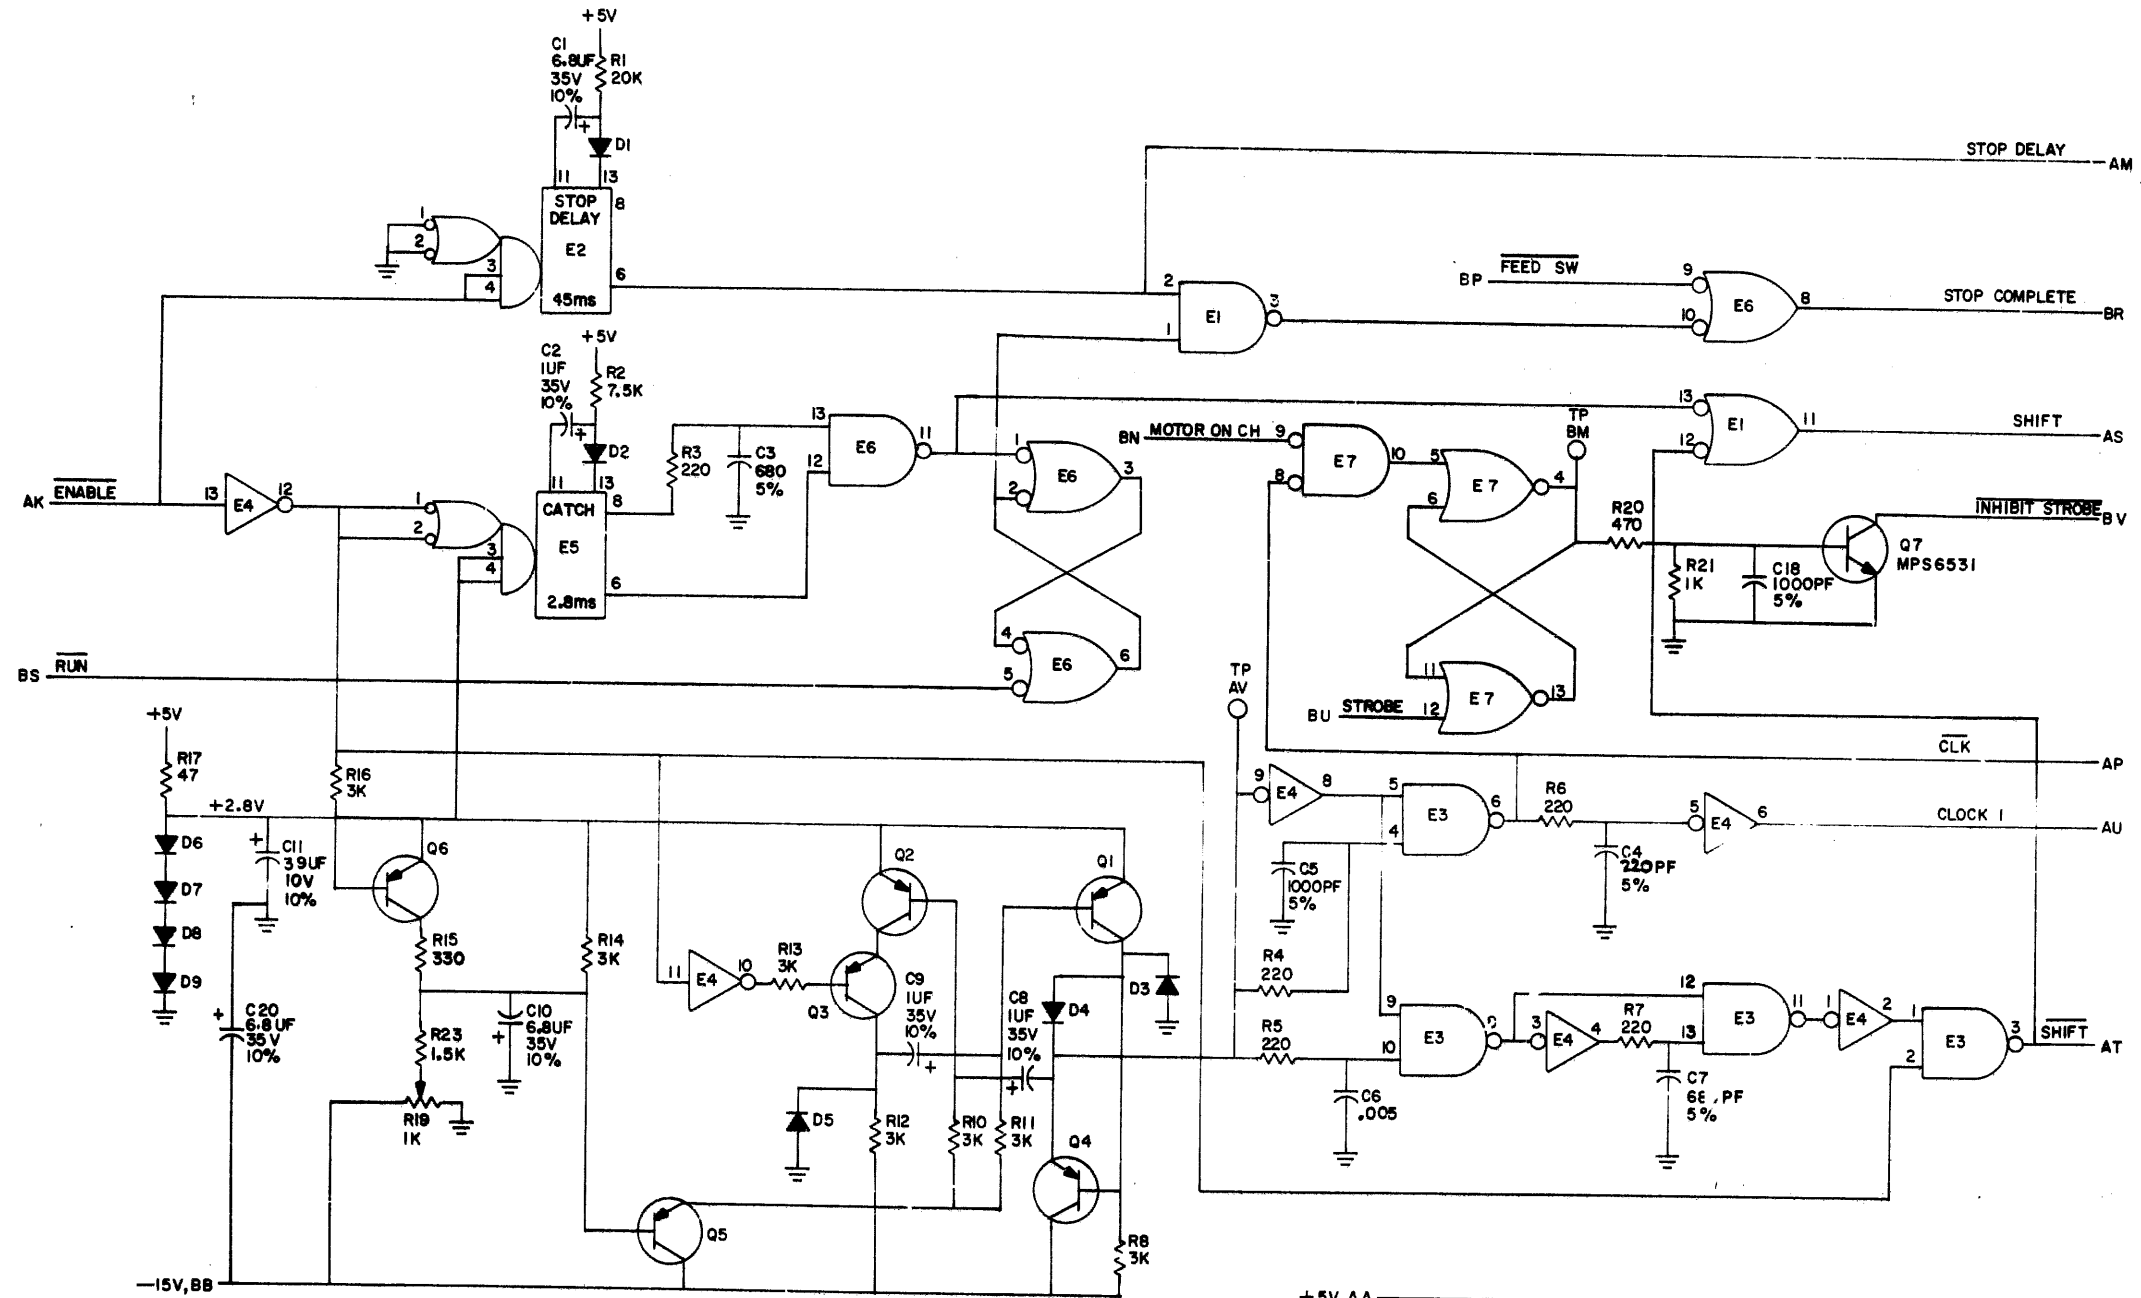 +5V
C1
6.8UF
35V
10%
R1
20K
+
D1
11
13
STOP
DELAY
E2
45ms
8
6
1
2
3
4
STOP DELAY
AM
2
1
E1
3
BP
FEED SW
9
10
E6
8
STOP COMPLETE
BR
+5V
C2
1UF
35V
10%
R2
7.5K
+
D2
11
13
CATCH
E5
2.8ms
8
6
R3
220
C3
680
5%
13
12
E6
11
1
2
E6
3
4
5
E6
6
BN
MOTOR ON CH
9
8
E7
10
5
6
E7
4
TP
BM
13
12
E1
11
SHIFT
AS
AK
ENABLE
13
E4
12
1
2
3
4
R20
470
R21
1K
C18
1000PF
5%
Q7
MPS6531
INHIBIT STROBE
BV
BS
RUN
BU
STROBE
11
12
E7
13
TP
AV
CLK
AP
+5V
R17
47
+2.8V
R16
3K
D6
D7
D8
D9
+
C11
39UF
10V
10%
+
C20
6.8UF
35V
10%
Q6
R15
330
R23
1.5K
R19
1K
C10
6.8UF
35V
10%
+
R14
3K
11
E4
10
R13
3K
Q2
Q3
C9
1UF
35V
10%
+
Q1
C8
1UF
35V
10%
+
D4
D3
D5
R12
3K
R10
3K
R11
3K
Q4
Q5
R8
3K
9
E4
8
5
4
E3
6
R6
220
5
E4
6
CLOCK 1
AU
C5
1000PF
5%
C4
220PF
5%
R4
220
R5
220
C6
.005
9
10
E3
8
3
E4
4
R7
220
12
13
E3
11
C7
5%
1
E4
2
1
2
E3
3
SHIFT
AT
-15V, BB
+5V AA